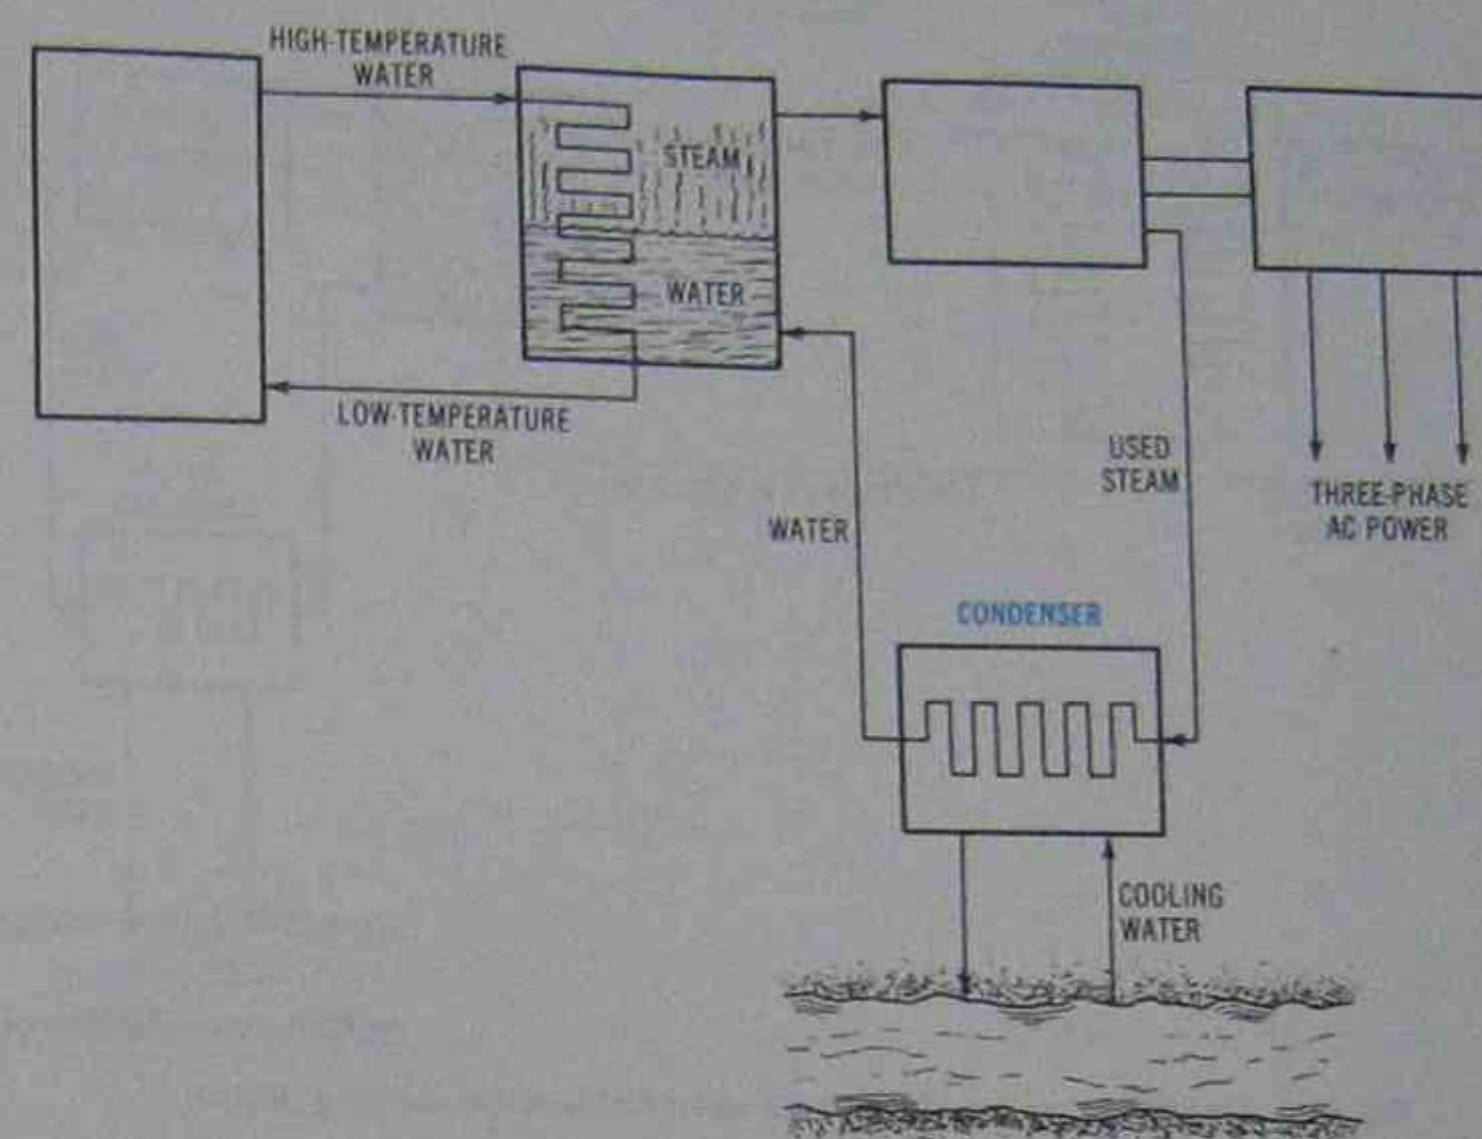 HIGH-TEMPERATURE
WATER
STEAM
WATER
LOW-TEMPERATURE
WATER
USED
STEAM
THREE-PHASE
AC POWER
WATER
CONDENSER
COOLING
WATER